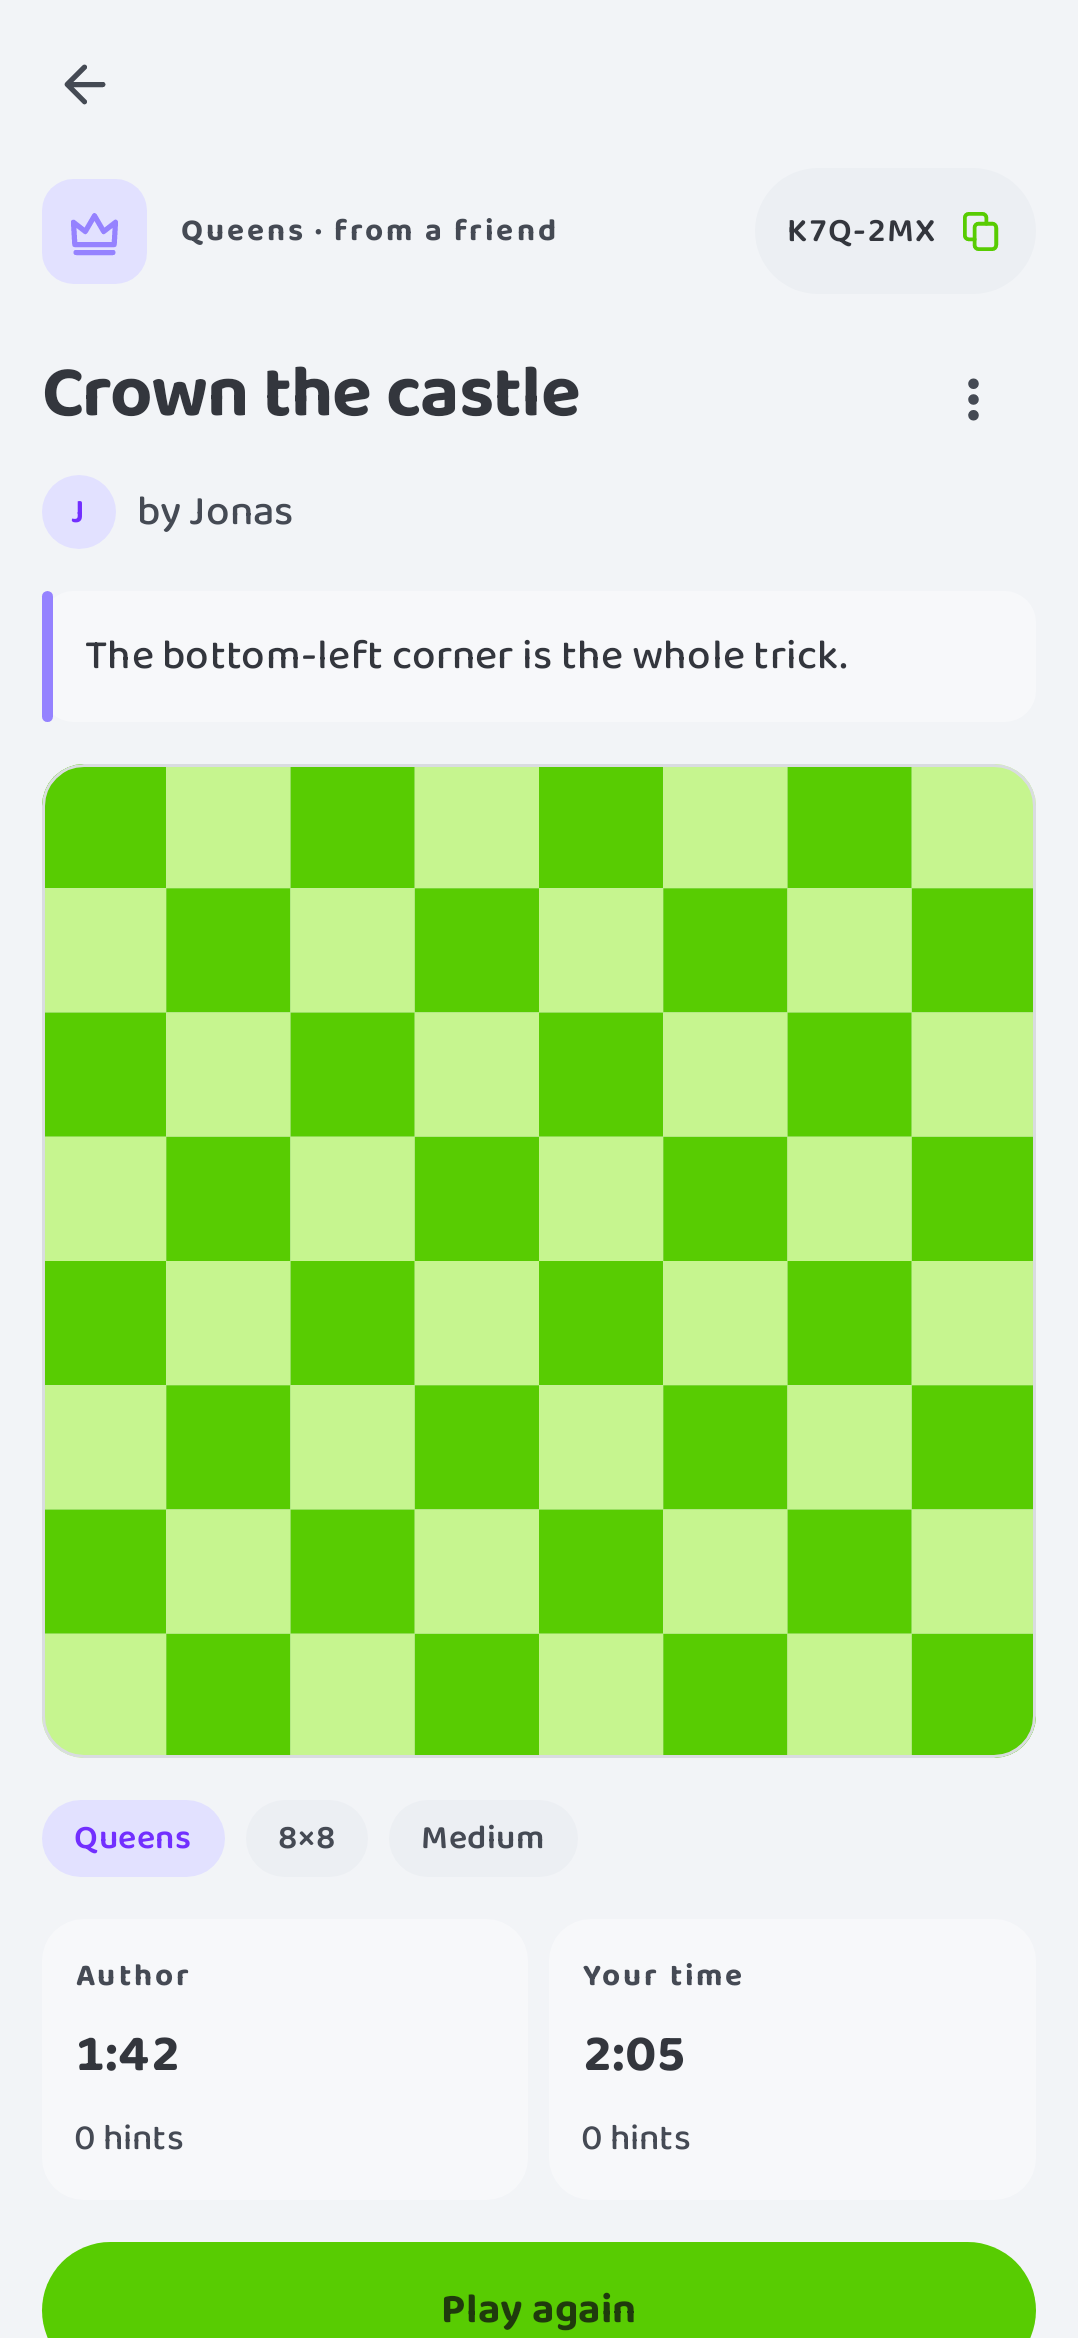 Queens · from a friend
K7Q-2MX
Crown the castle
J
by Jonas
The bottom-left corner is the whole trick.
Queens
8×8
Medium
Author
Your time
1:42
2:05
0 hints
0 hints
Play again